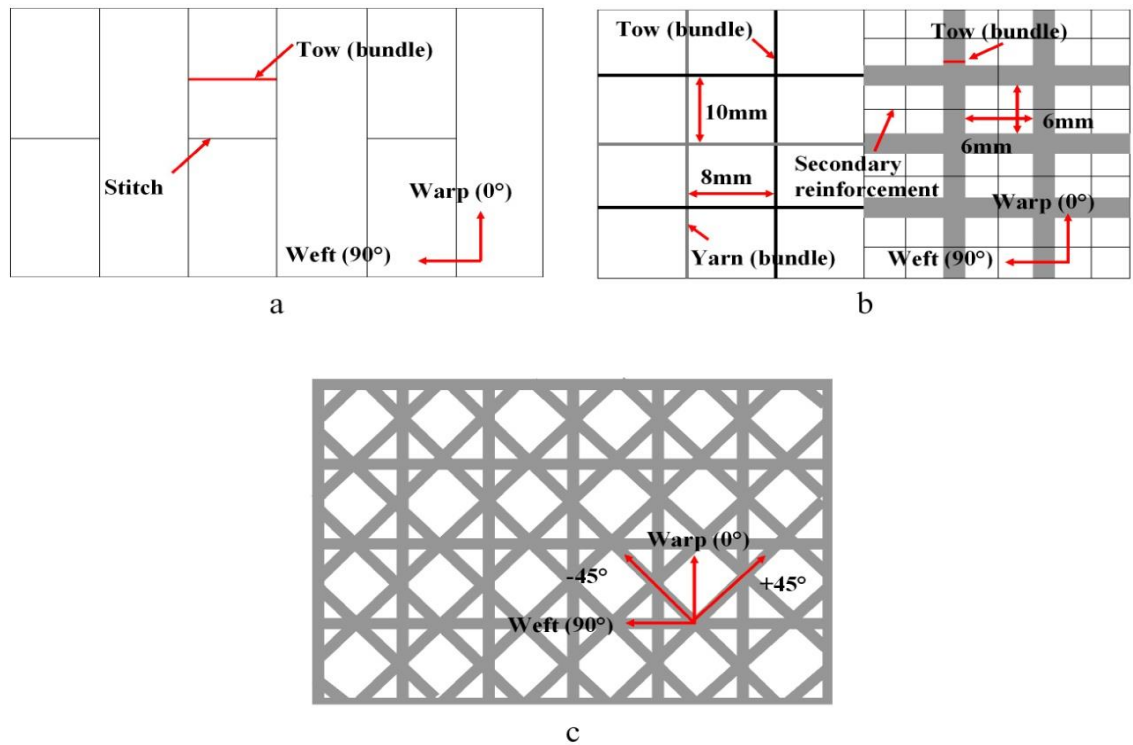 Tow (bundle)
Stitch
Warp (0°)
Weft (90°)
a
Tow (bundle)
Tow (bundle)
10mm
6mm
6mm
8mm
Secondary
reinforcement
Warp (0°)
Yarn (bundle)
Weft (90°)
b
Warp (0°)
-45°
+45°
Weft (90°)
c